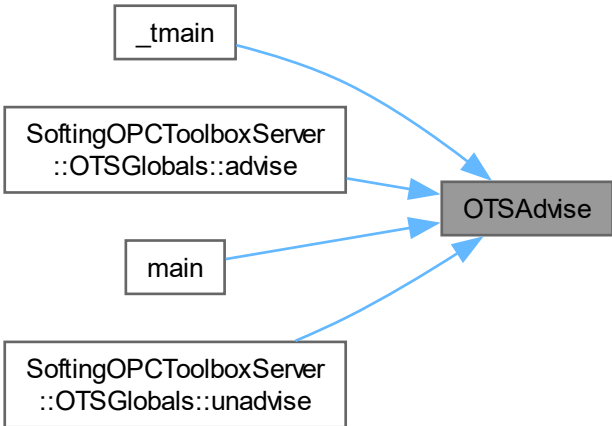 _tmain
SoftingOPCToolboxServer
::OTSGlobals::advise
OTSAdvise
main
SoftingOPCToolboxServer
::OTSGlobals::unadvise